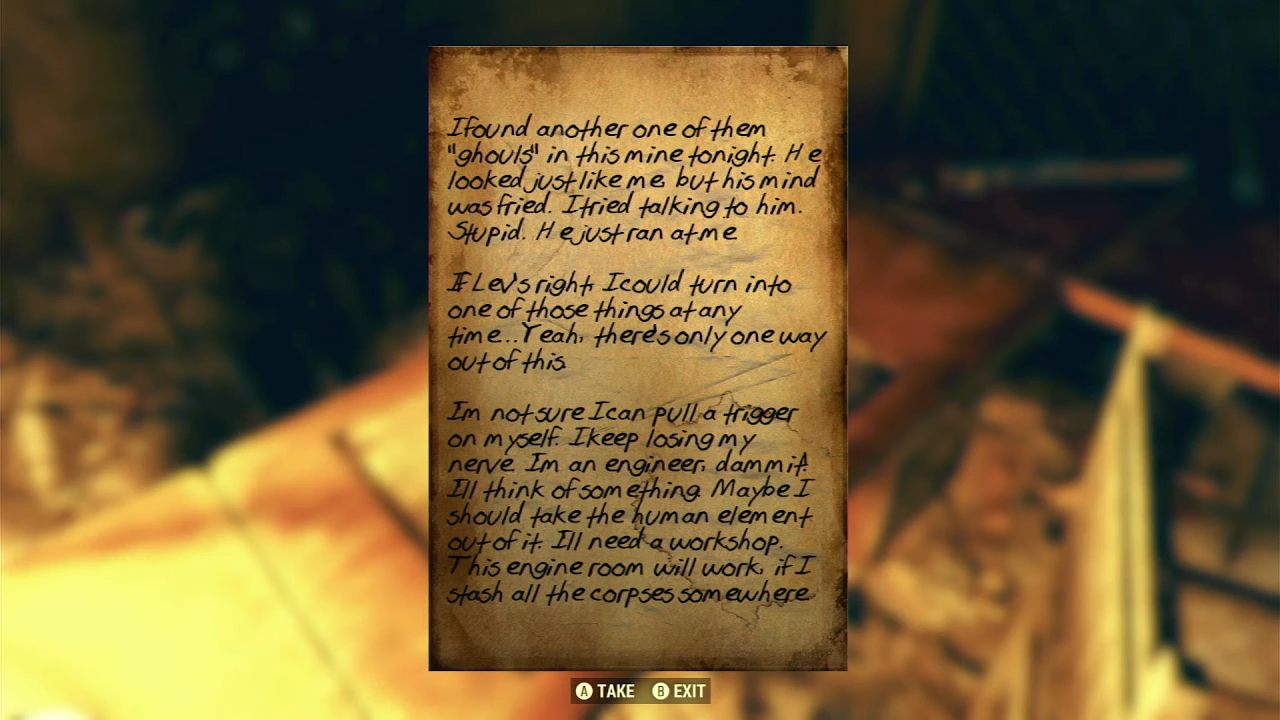 I found another one of them
"ghouls" in this mine tonight. He
looked just like me, but his mind
was fried. I tried talking to him.
Stupid. He just ran at me.
If Lev's right, I could turn into
one of those things at any
time...Yeah, there's only one way
out of this.
I'm not sure I can pull a trigger
on myself. I keep losing my
nerve. I'm an engineer, dammit.
I'll think of something. Maybe I
should take the human element
out of it. I'll need a workshop.
This engine room will work, if I
stash all the corpses somewhere.
A TAKE B EXIT